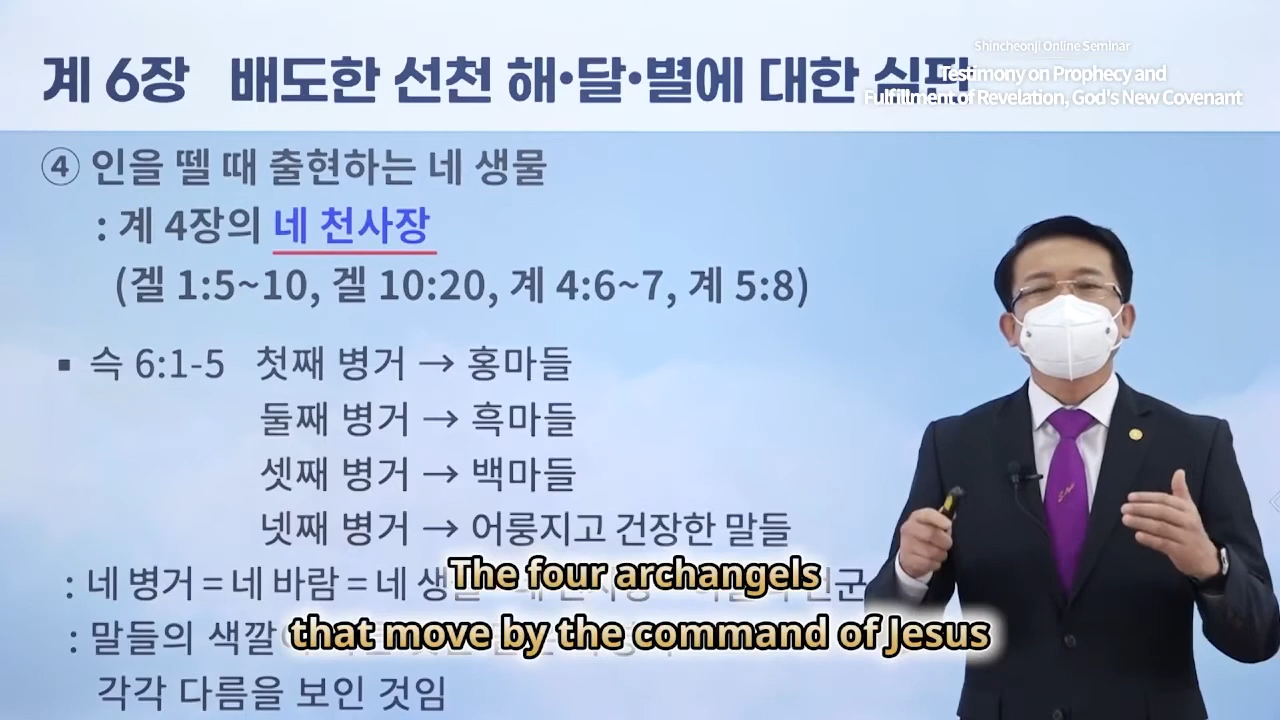 Shincheonji Online Seminar
계 6장 배도한 선천 해·달·별에 대한 심판
Testimony on Prophecy and
Fulfillment of Revelation, God's New Covenant
④ 인을 뗄 때 출현하는 네 생물
: 계 4장의 네 천사장
(겔 1:5~10, 겔 10:20, 계 4:6~7, 계 5:8)
▪ 슥 6:1-5 첫째 병거 → 홍마들
둘째 병거 → 흑마들
셋째 병거 → 백마들
넷째 병거 → 어룽지고 건장한 말들
: 네 병거 = 네 바람 = 네 생물
The four archangels
: 말들의 색깔
that move by the command of Jesus
각각 다름을 보인 것임